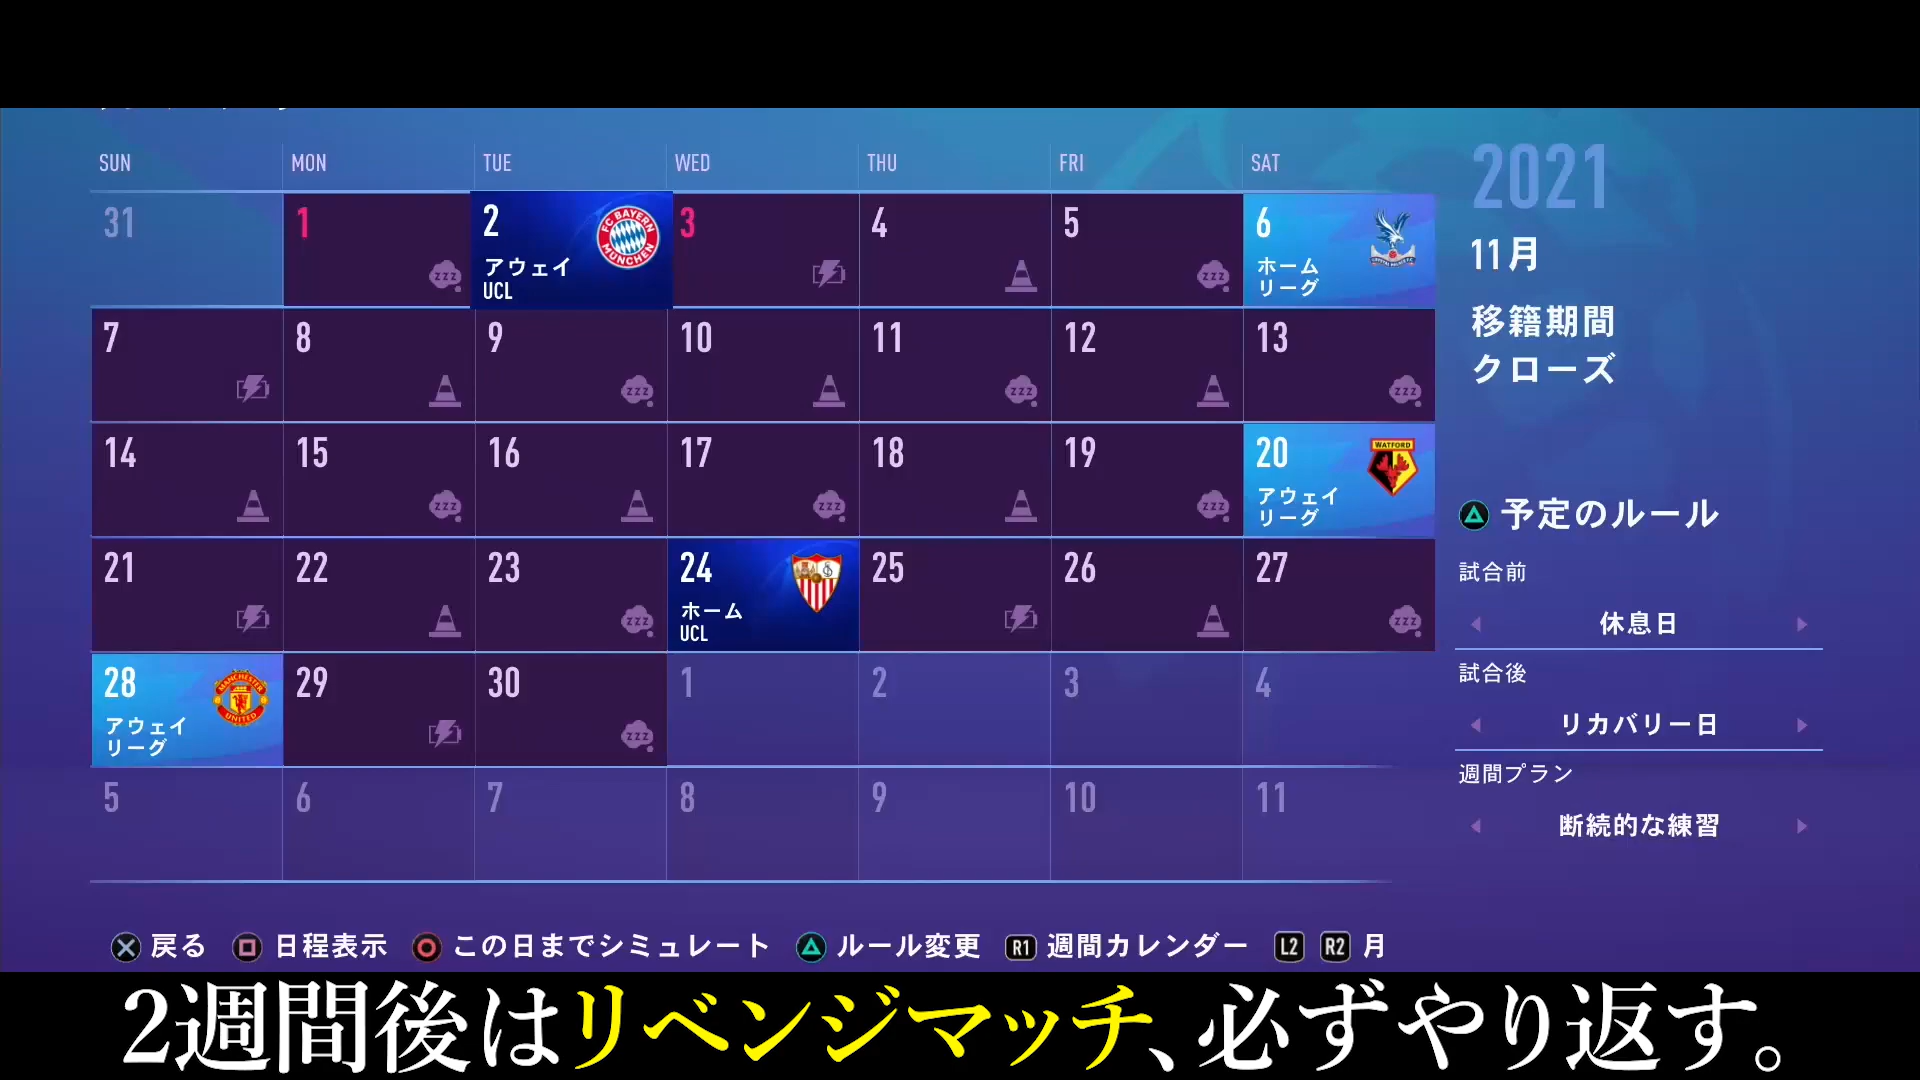 SUN MON TUE WED THU FRI SAT
2021
11月
移籍期間
クローズ
31 1 2 3 4 5 6
アウェイ
UCL
FC BAYERN
MÜNCHEN
ホーム
リーグ
7 8 9 10 11 12 13
14 15 16 17 18 19 20
アウェイ
リーグ
WATFORD
21 22 23 24 25 26 27
ホーム
UCL
28 29 30 1 2 3 4
アウェイ
リーグ
MANCHESTER
UNITED
5 6 7 8 9 10 11
予定のルール
試合前
休息日
試合後
リカバリー日
週間プラン
断続的な練習
戻る 日程表示 この日までシミュレート ルール変更 R1 週間カレンダー L2 R2 月
2週間後はリベンジマッチ、必ずやり返す。